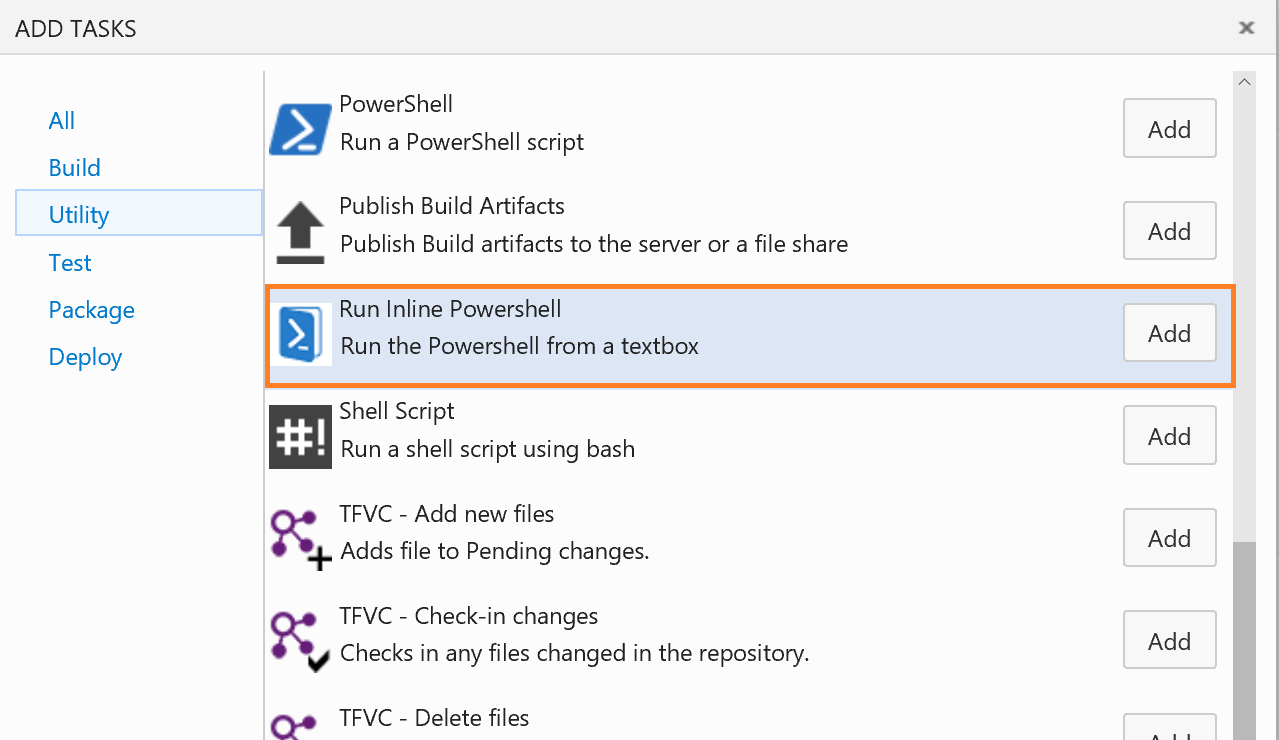 ADD TASKS
All
Build
Utility
Test
Package
Deploy
PowerShell
Run a PowerShell script
Add
Publish Build Artifacts
Publish Build artifacts to the server or a file share
Add
Run Inline Powershell
Run the Powershell from a textbox
Add
#!
Shell Script
Run a shell script using bash
Add
TFVC - Add new files
Adds file to Pending changes.
Add
TFVC - Check-in changes
Checks in any files changed in the repository.
Add
TFVC - Delete files
Add